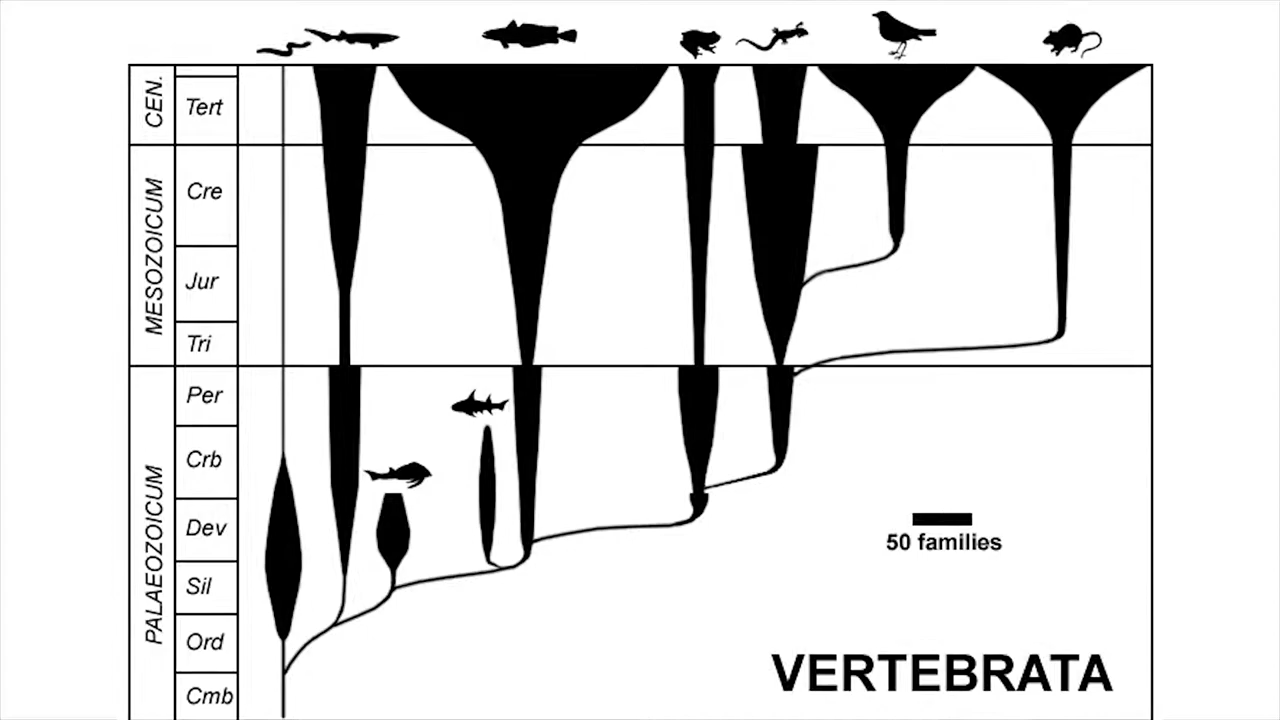 CEN.
Tert
MESOZOICUM
Cre
Jur
Tri
PALAEOZOICUM
Per
Crb
Dev
Sil
Ord
Cmb
50 families
VERTEBRATA